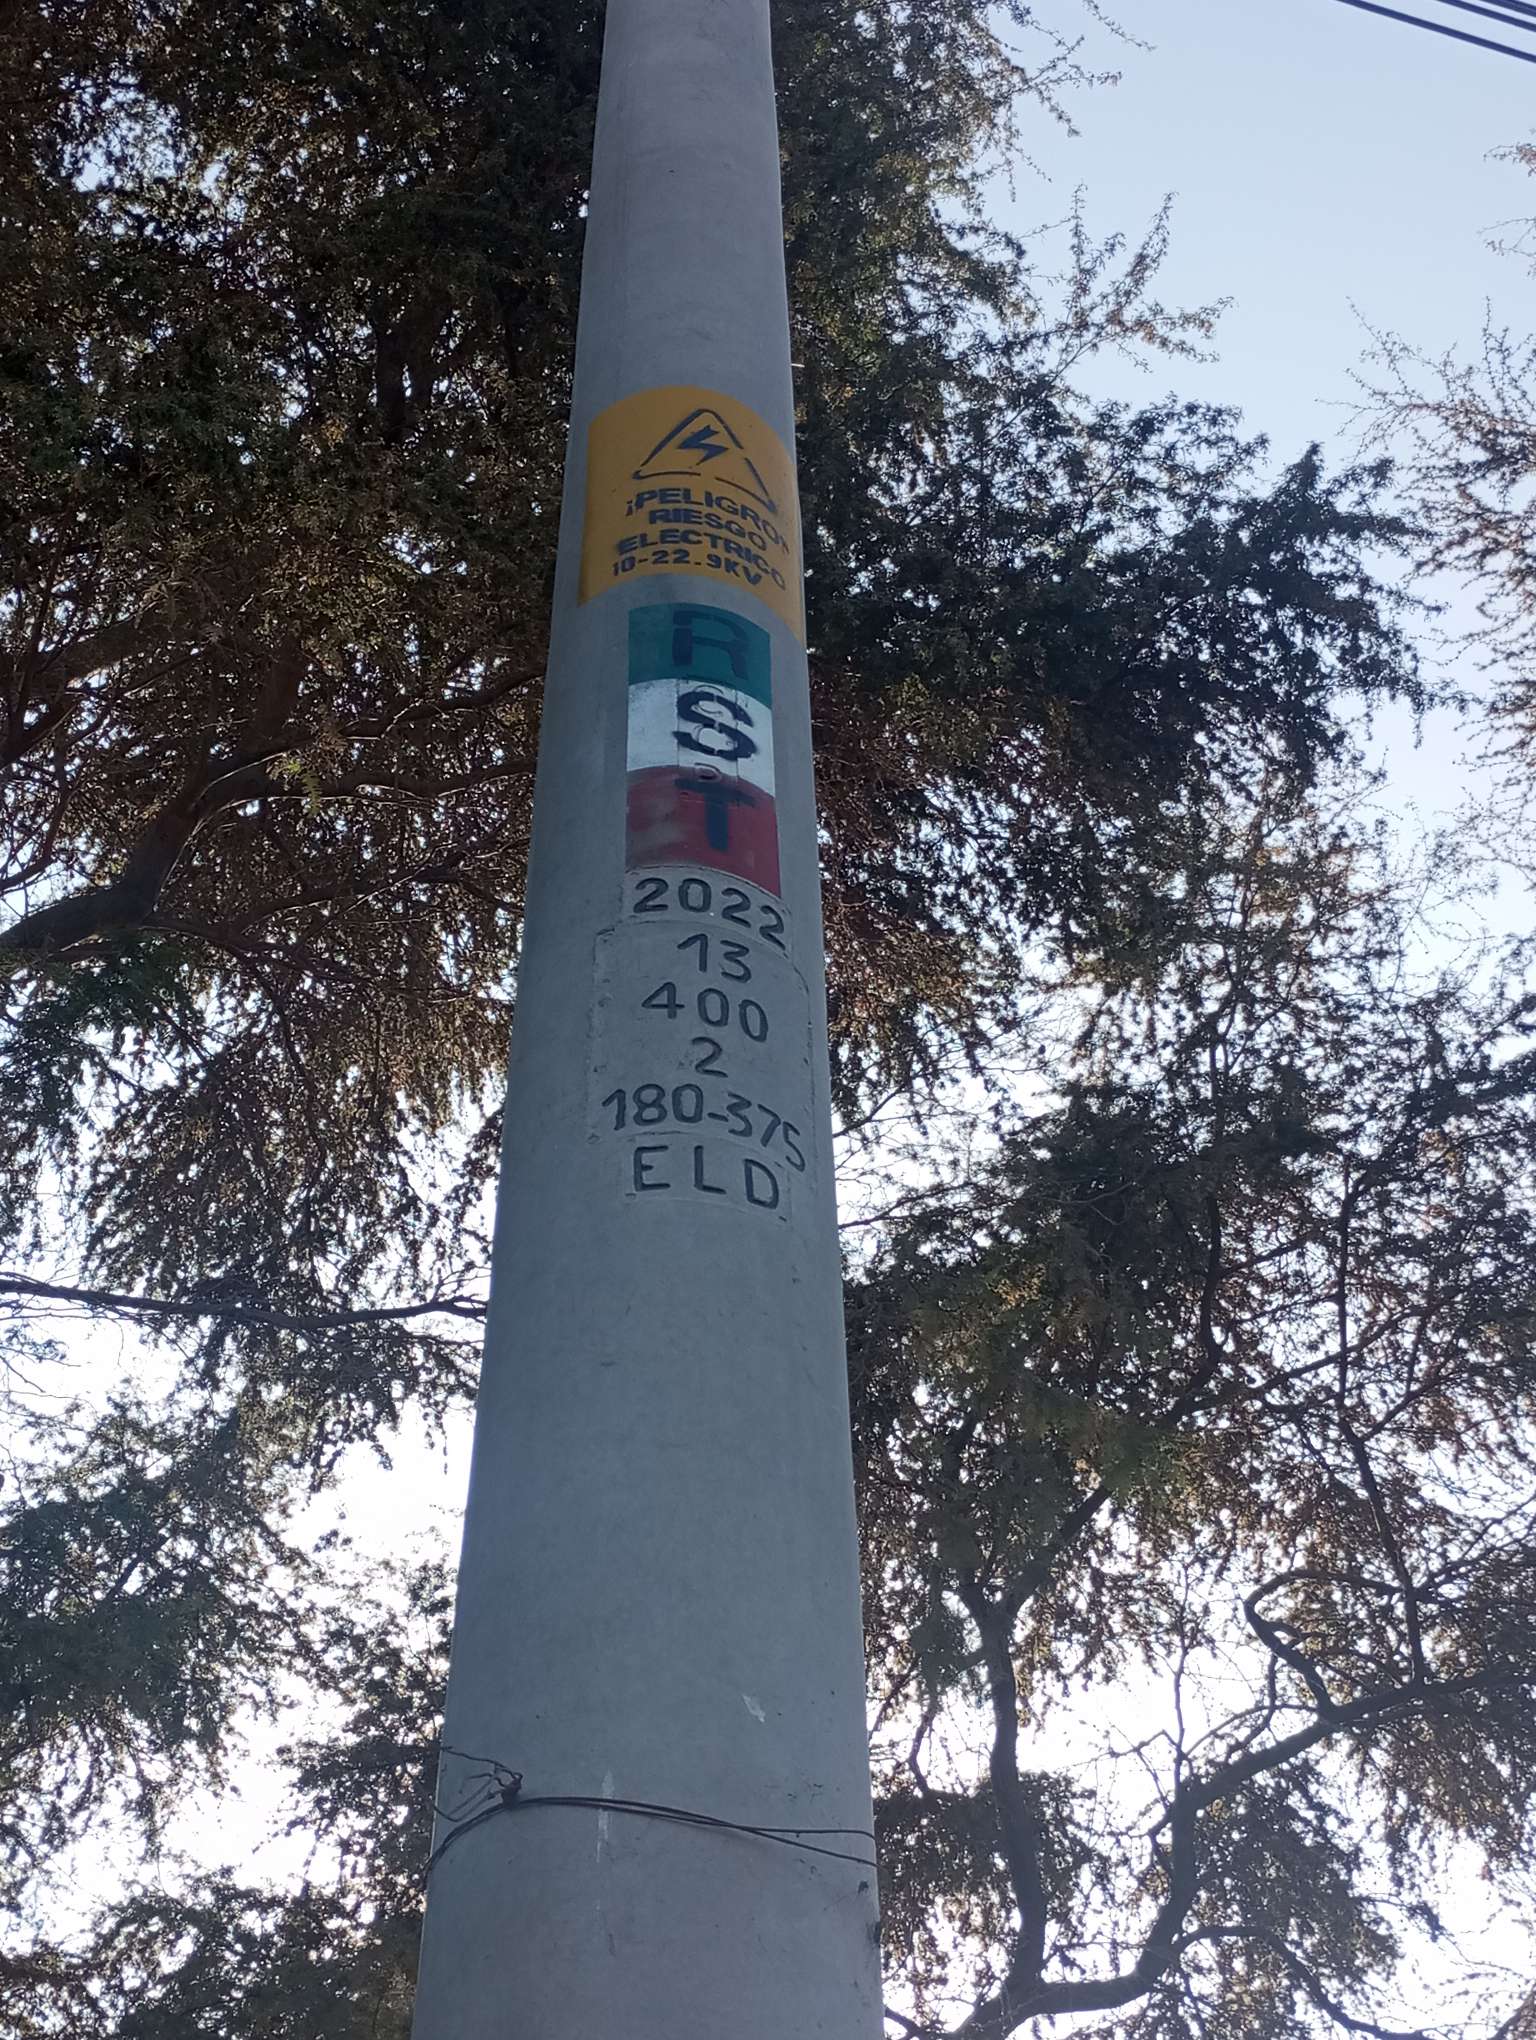 ¡PELIGRO!
RIESGO
ELECTRICO
10-22.9KV
R
S
T
2022
13
400
2
180-375
ELD